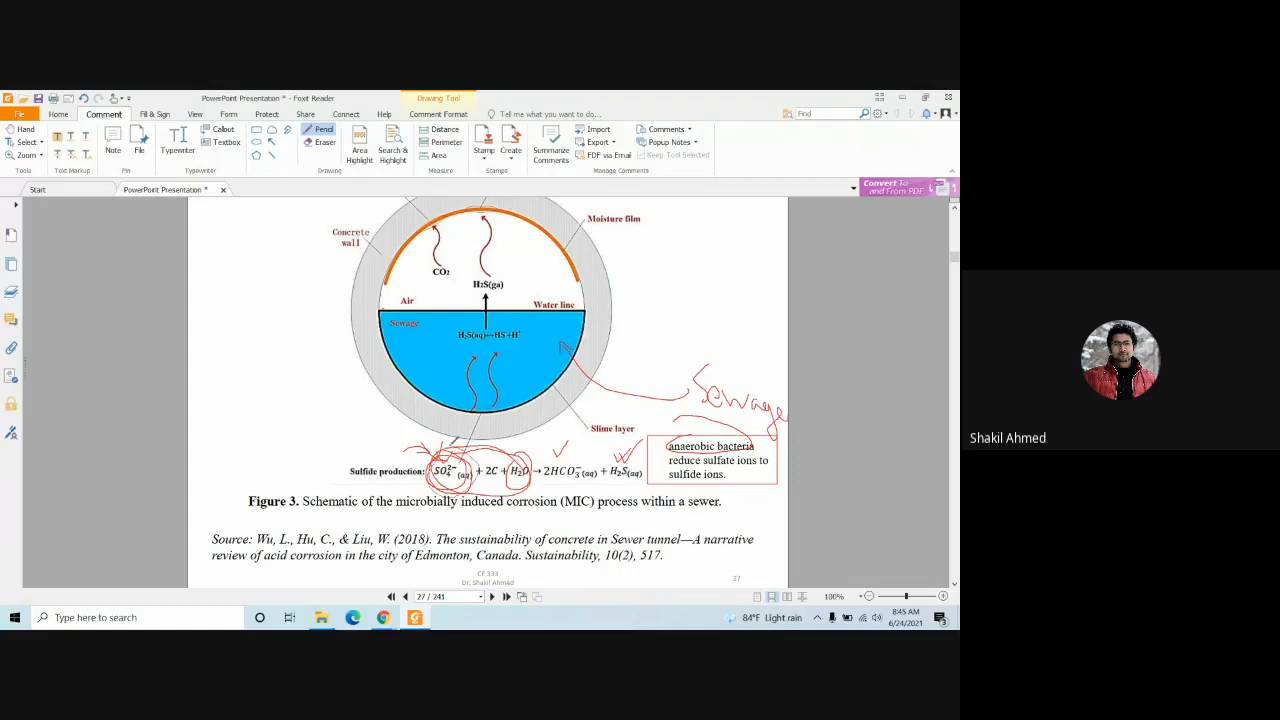 PowerPoint Presentation * - Foxit Reader
Drawing Tool
File
Home
Comment
Fill & Sign
View
Form
Protect
Share
Connect
Help
Comment Format
Tell me what you want to do...
Find
Hand
Select
Zoom
Tools
Text Markup
Note
File
Pin
Typewriter
Callout
Textbox
Typewriter
Pencil
Eraser
Drawing
Area Highlight
Search & Highlight
Distance
Perimeter
Area
Measure
Stamp
Create
Stamps
Summarize Comments
Import
Export
FDF via Email
Comments
Popup Notes
Keep Tool Selected
Manage Comments
Start
PowerPoint Presentation *
Convert To
and From PDF
Concrete
wall
Moisture film
CO2
H2S(ga)
Air
Water line
Sewage
H₂S(aq)↔HS⁻+H⁺
Sewage
Slime layer
Sulfide production: SO₄²⁻ (aq) + 2C + H₂O → 2HCO₃⁻ (aq) + H₂S(aq)
anaerobic bacteria
reduce sulfate ions to
sulfide ions.
Figure 3. Schematic of the microbially induced corrosion (MIC) process within a sewer.
Source: Wu, L., Hu, C., & Liu, W. (2018). The sustainability of concrete in Sewer tunnel—A narrative
review of acid corrosion in the city of Edmonton, Canada. Sustainability, 10(2), 517.
CE 333
Dr. Shakil Ahmed
27
27 / 241
100%
Type here to search
84°F Light rain
8:45 AM
6/24/2021
3
Shakil Ahmed